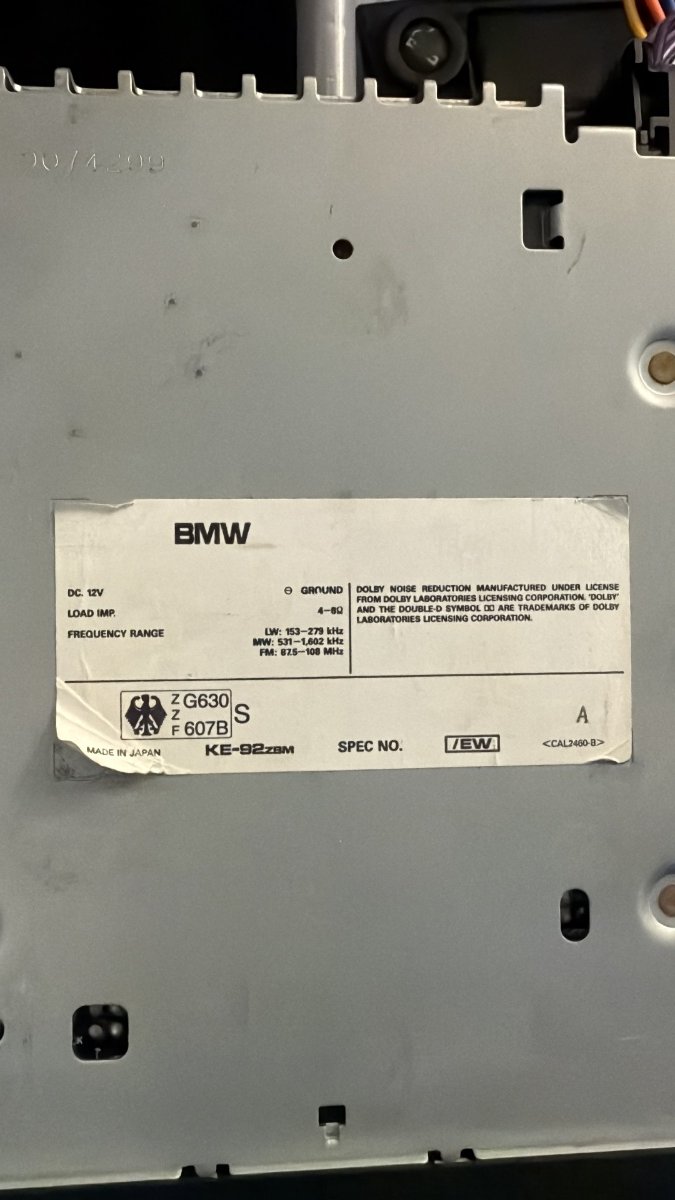 BMW
DC. 12V
⊖ GROUND
LOAD IMP.
4-8Ω
FREQUENCY RANGE
LW: 153-279 kHz
MW: 531-1,602 kHz
FM: 87.5-108 MHz
DOLBY NOISE REDUCTION MANUFACTURED UNDER LICENSE
FROM DOLBY LABORATORIES LICENSING CORPORATION. 'DOLBY'
AND THE DOUBLE-D SYMBOL ▯▯ ARE TRADEMARKS OF DOLBY
LABORATORIES LICENSING CORPORATION.
Z G630
Z
F 607B
S
A
MADE IN JAPAN
KE-92ZBM
SPEC NO.
/EW
<CAL2460-B>